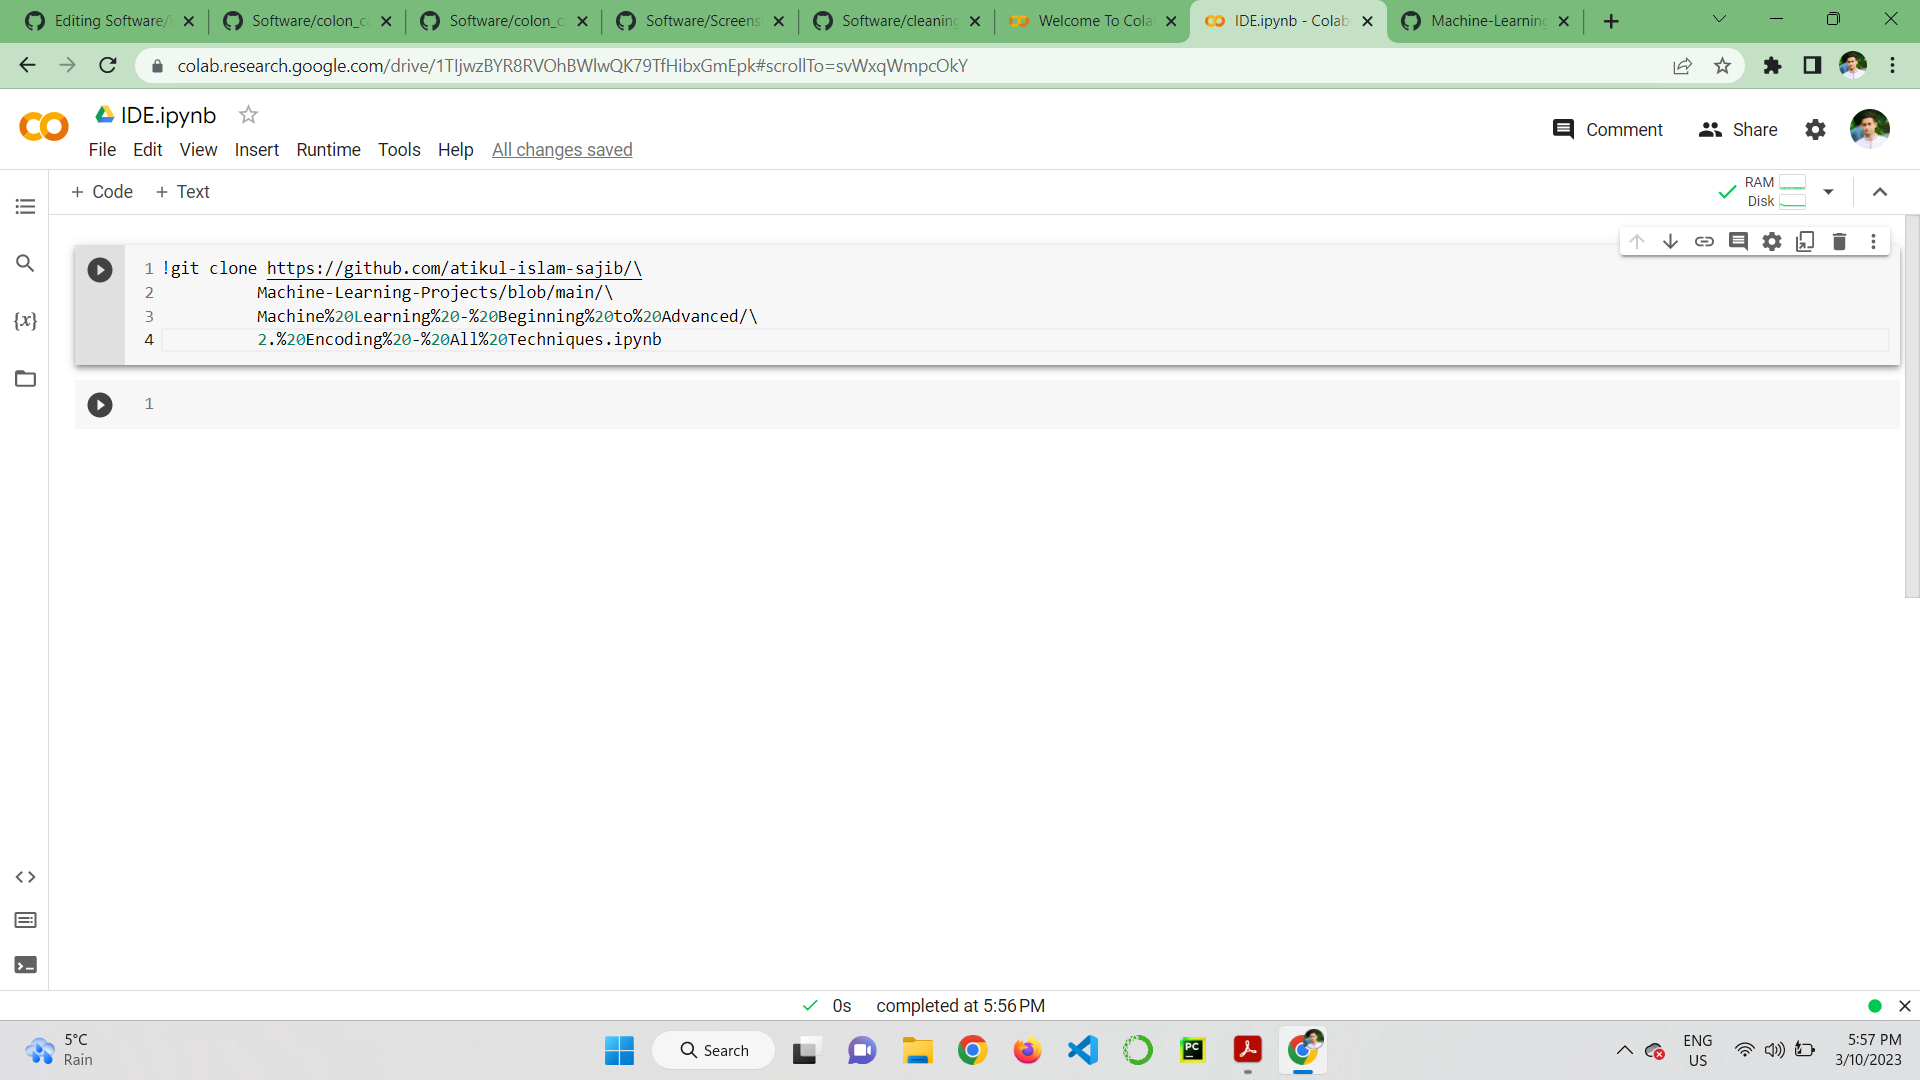 Editing Software/
Software/colon_c
Software/colon_c
Software/Screens
Software/cleaning
Welcome To Cola
IDE.ipynb - Colab
Machine-Learning
colab.research.google.com/drive/1TIjwzBYR8RVOhBWlwQK79TfHibxGmEpk#scrollTo=svWxqWmpcOkY
IDE.ipynb
Comment
Share
File Edit View Insert Runtime Tools Help All changes saved
+ Code + Text
RAM
Disk
{x}
1 !git clone https://github.com/atikul-islam-sajib/\
2 Machine-Learning-Projects/blob/main/\
3 Machine%20Learning%20-%20Beginning%20to%20Advanced/\
4 2.%20Encoding%20-%20All%20Techniques.ipynb
1
0s completed at 5:56 PM
5°C
Rain
Search
PC
ENG
US
5:57 PM
3/10/2023